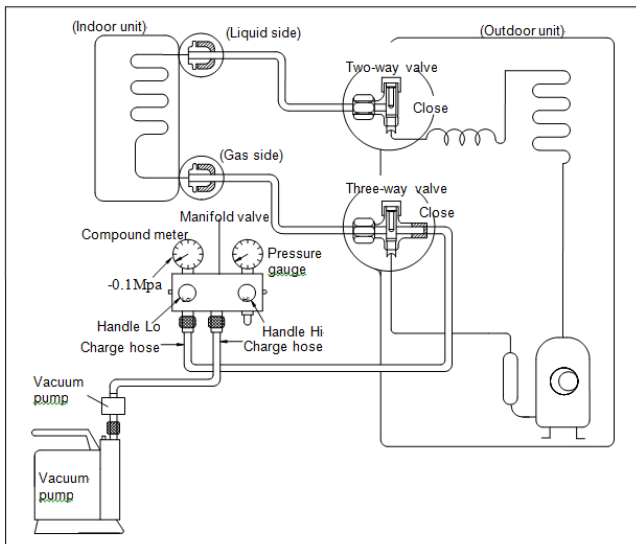 (Indoor unit)
(Liquid side)
(Outdoor unit)
Two-way valve
Close
(Gas side)
Three-way valve
Close
Manifold valve
Compound meter
Pressure
gauge
-0.1Mpa
Handle Lo
Handle Hi
Charge hose
Charge hose
Vacuum
pump
Vacuum
pump